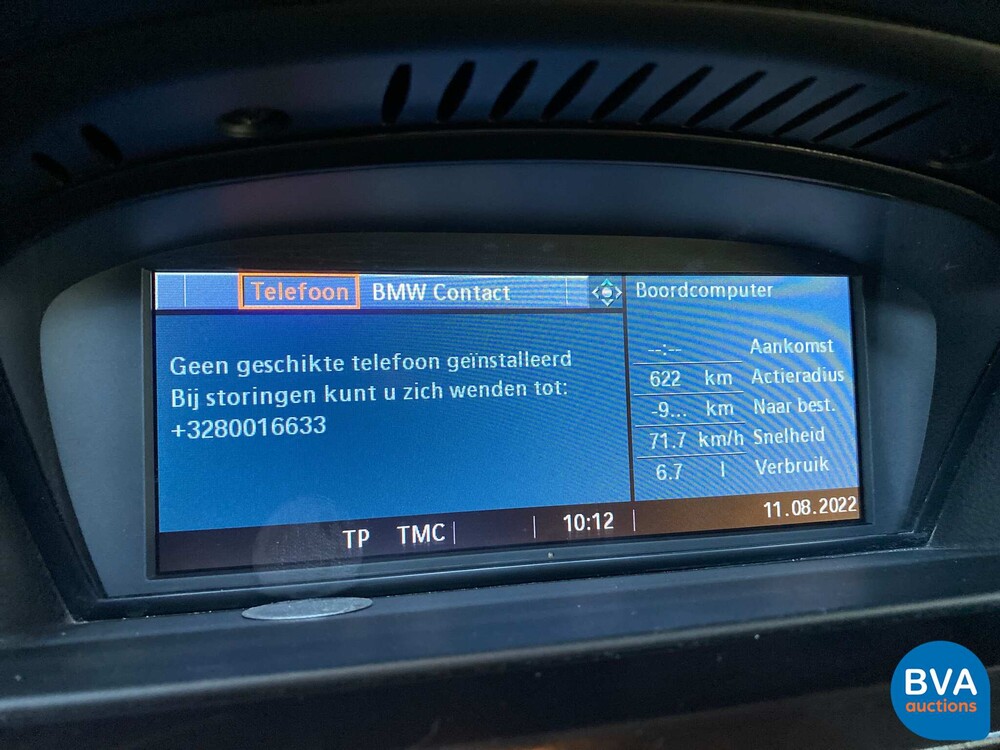 Telefoon BMW Contact
Geen geschikte telefoon geïnstalleerd
Bij storingen kunt u zich wenden tot:
+3280016633
Boordcomputer
--:-- Aankomst
622 km Actieradius
-9... km Naar best.
71.7 km/h Snelheid
6.7 l Verbruik
TP TMC 10:12 11.08.2022
BVA
auctions